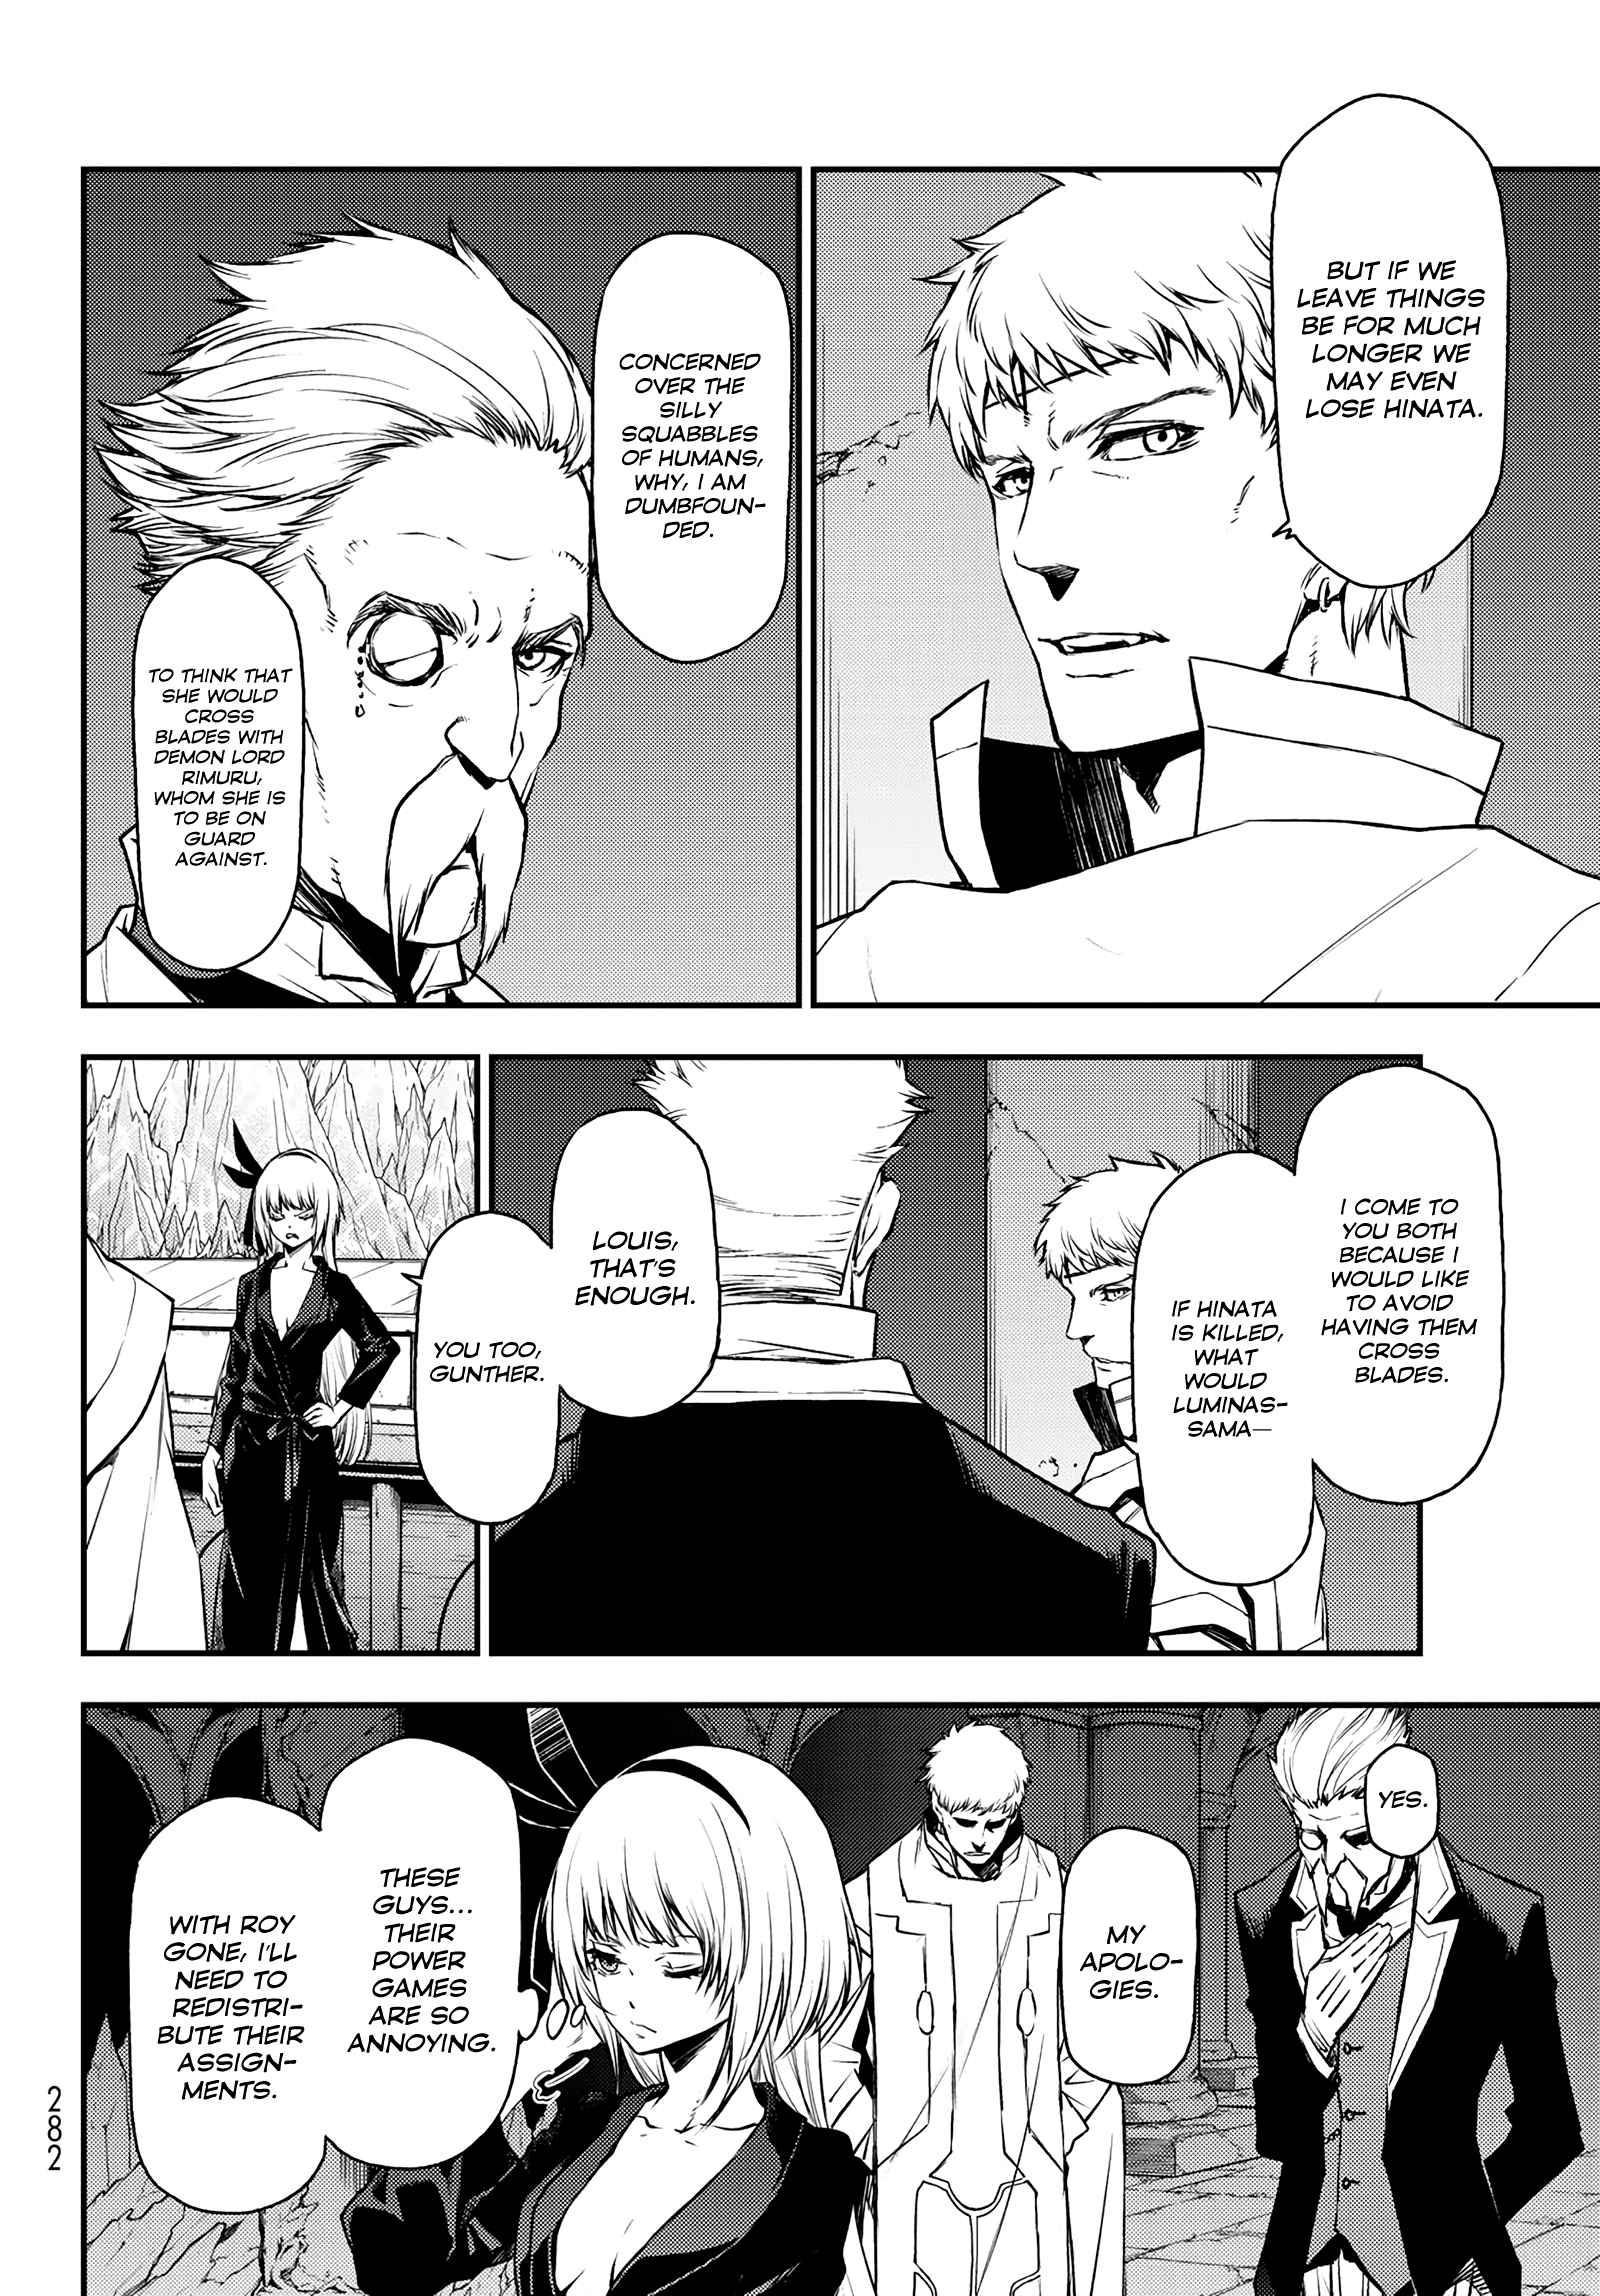 BUT IF WE
LEAVE THINGS
BE FOR MUCH
LONGER WE
MAY EVEN
LOSE HINATA.
CONCERNED
OVER THE
SILLY
SQUABBLES
OF HUMANS,
WHY, I AM
DUMBFOUN-
DED.
TO THINK THAT
SHE WOULD
CROSS
BLADES WITH
DEMON LORD
RIMURU,
WHOM SHE IS
TO BE ON
GUARD
AGAINST.
I COME TO
YOU BOTH
BECAUSE I
WOULD LIKE
TO AVOID
HAVING THEM
CROSS
BLADES.
IF HINATA
IS KILLED,
WHAT
WOULD
LUMINAS-
SAMA—
LOUIS,
THAT'S
ENOUGH.
YOU TOO,
GUNTHER.
YES.
MY
APOLO-
GIES.
THESE
GUYS...
THEIR
POWER
GAMES
ARE SO
ANNOYING.
WITH ROY
GONE, I'LL
NEED TO
REDISTRI-
BUTE THEIR
ASSIGN-
MENTS.
282